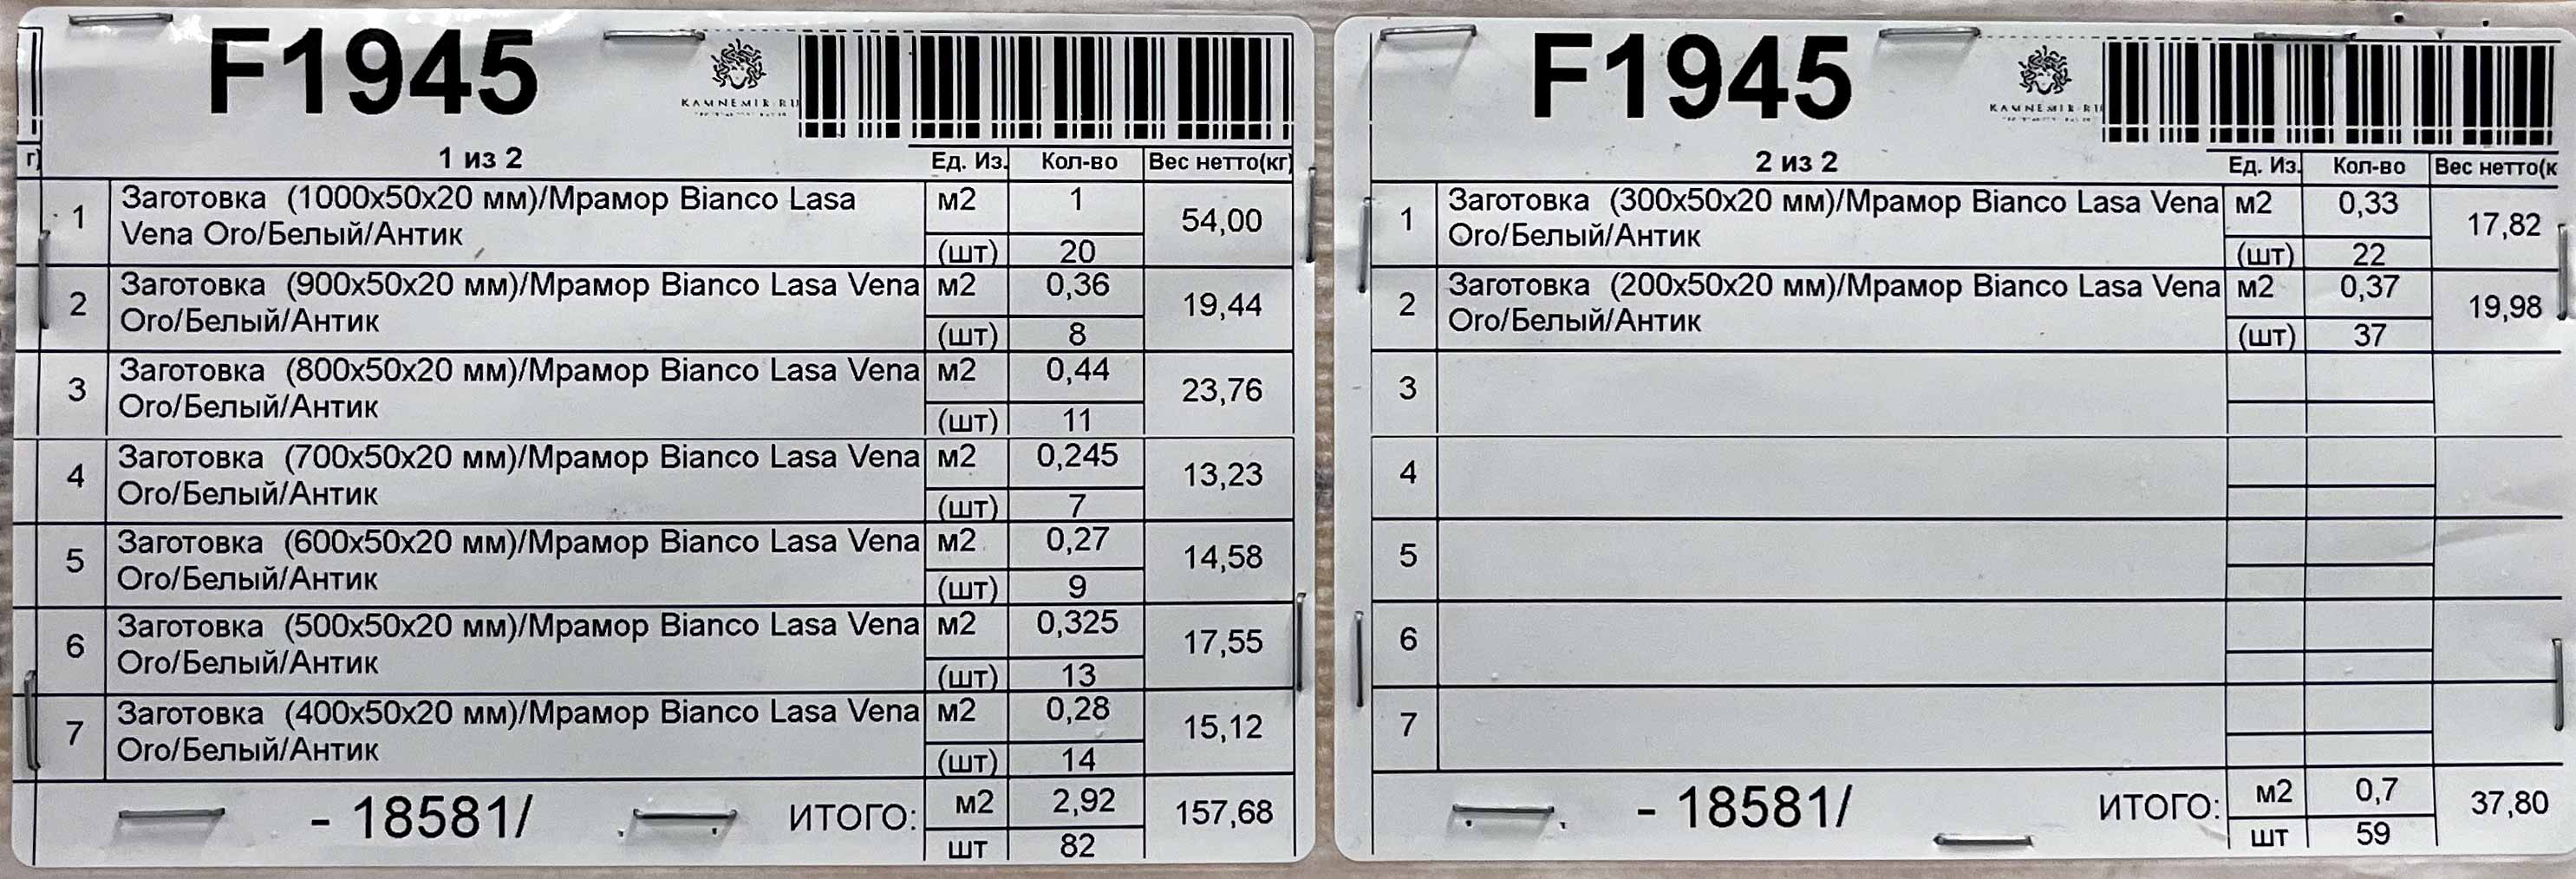 F1945
KAMNEMIR·RU
1 из 2
г)
Ед. Из. Кол-во Вес нетто(кг)
1 Заготовка (1000x50x20 мм)/Мрамор Bianco Lasa м2 1 54,00
Vena Oro/Белый/Антик (шт) 20
2 Заготовка (900x50x20 мм)/Мрамор Bianco Lasa Vena м2 0,36 19,44
Oro/Белый/Антик (шт) 8
3 Заготовка (800x50x20 мм)/Мрамор Bianco Lasa Vena м2 0,44 23,76
Oro/Белый/Антик (шт) 11
4 Заготовка (700x50x20 мм)/Мрамор Bianco Lasa Vena м2 0,245 13,23
Oro/Белый/Антик (шт) 7
5 Заготовка (600x50x20 мм)/Мрамор Bianco Lasa Vena м2 0,27 14,58
Oro/Белый/Антик (шт) 9
6 Заготовка (500x50x20 мм)/Мрамор Bianco Lasa Vena м2 0,325 17,55
Oro/Белый/Антик (шт) 13
7 Заготовка (400x50x20 мм)/Мрамор Bianco Lasa Vena м2 0,28 15,12
Oro/Белый/Антик (шт) 14
- 18581/ ИТОГО: м2 2,92 157,68
шт 82
F1945
KAMNEMIR·RU
2 из 2
Ед. Из. Кол-во Вес нетто(к
1 Заготовка (300x50x20 мм)/Мрамор Bianco Lasa Vena м2 0,33 17,82
Oro/Белый/Антик (шт) 22
2 Заготовка (200x50x20 мм)/Мрамор Bianco Lasa Vena м2 0,37 19,98
Oro/Белый/Антик (шт) 37
3
4
5
6
7
- 18581/ ИТОГО: м2 0,7 37,80
шт 59